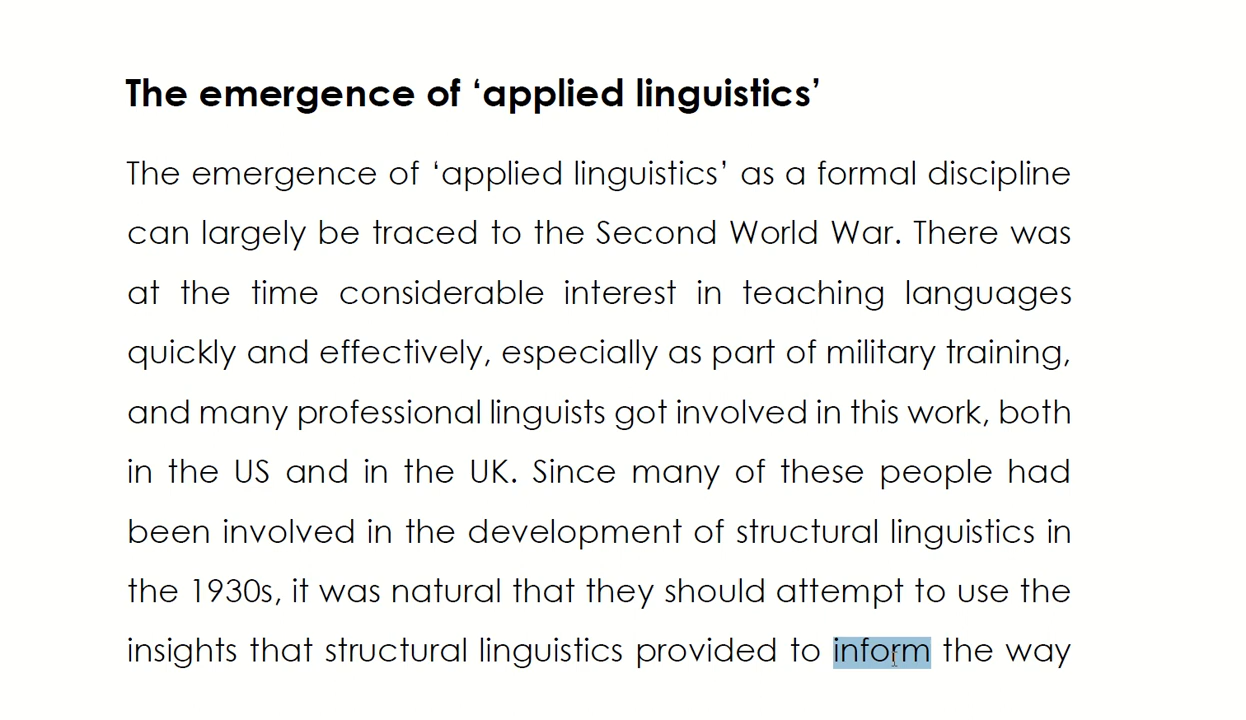 The emergence of ‘applied linguistics’
The emergence of ‘applied linguistics’ as a formal discipline
can largely be traced to the Second World War. There was
at the time considerable interest in teaching languages
quickly and effectively, especially as part of military training,
and many professional linguists got involved in this work, both
in the US and in the UK. Since many of these people had
been involved in the development of structural linguistics in
the 1930s, it was natural that they should attempt to use the
insights that structural linguistics provided to inform the way